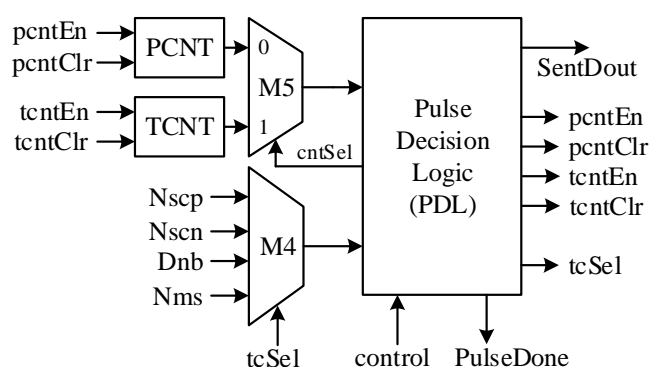 pcntEn
pcntClr
PCNT
0
M5
1
tcntEn
tcntClr
TCNT
cntSel
Nscp
Nscn
Dnb
Nms
M4
tcSel
Pulse
Decision
Logic
(PDL)
control
PulseDone
SentDout
pcntEn
pcntClr
tcntEn
tcntClr
tcSel